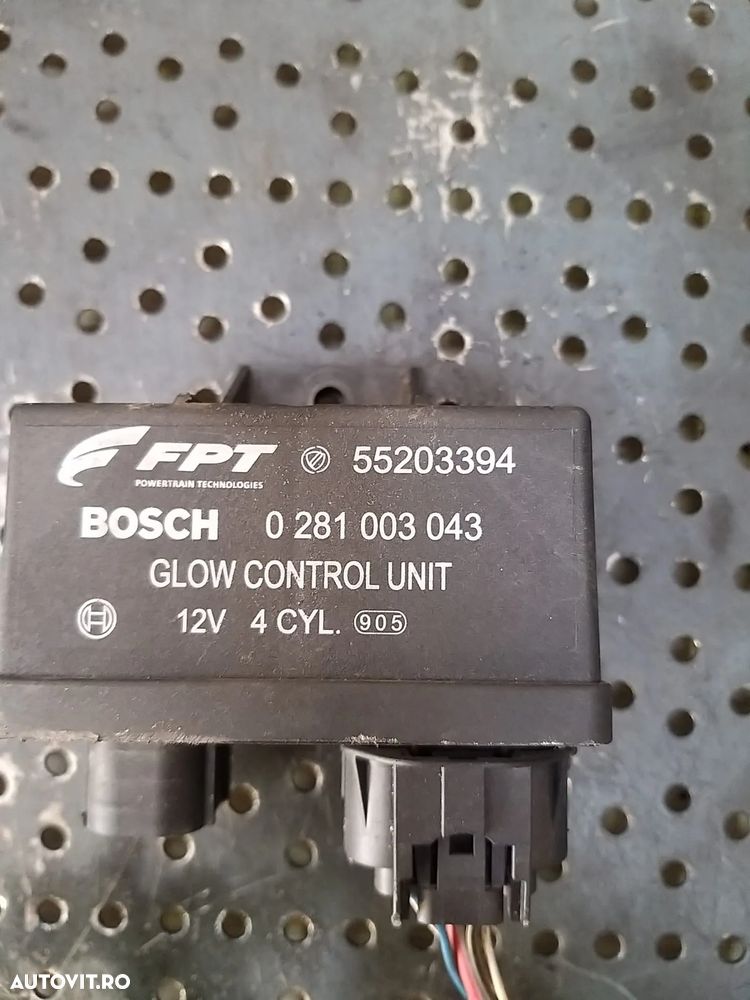 FPT 55203394
POWERTRAIN TECHNOLOGIES
BOSCH 0 281 003 043
GLOW CONTROL UNIT
12V 4 CYL. 905
AUTOVIT.RO